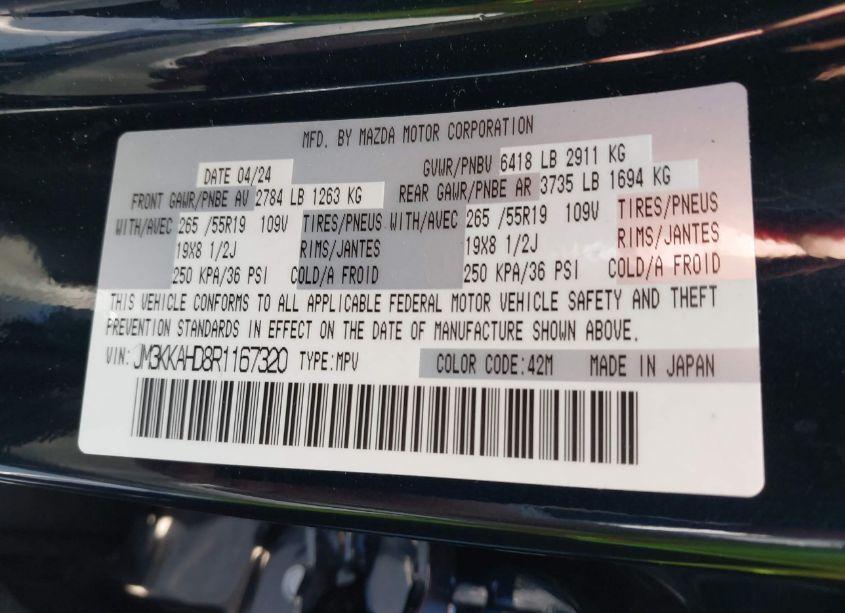 MFD. BY MAZDA MOTOR CORPORATION
DATE 04/24 GVWR/PNBV 6418 LB 2911 KG
FRONT GAWR/PNBE AV 2784 LB 1263 KG REAR GAWR/PNBE AR 3735 LB 1694 KG
WITH/AVEC 265 /55R19 109V TIRES/PNEUS WITH/AVEC 265 /55R19 109V TIRES/PNEUS
19X8 1/2J RIMS/JANTES 19X8 1/2J RIMS/JANTES
250 KPA/36 PSI COLD/A FROID 250 KPA/36 PSI COLD/A FROID
THIS VEHICLE CONFORMS TO ALL APPLICABLE FEDERAL MOTOR VEHICLE SAFETY AND THEFT
PREVENTION STANDARDS IN EFFECT ON THE DATE OF MANUFACTURE SHOWN ABOVE.
VIN: JM3KKAHD8R1167320 TYPE:MPV COLOR CODE:42M MADE IN JAPAN